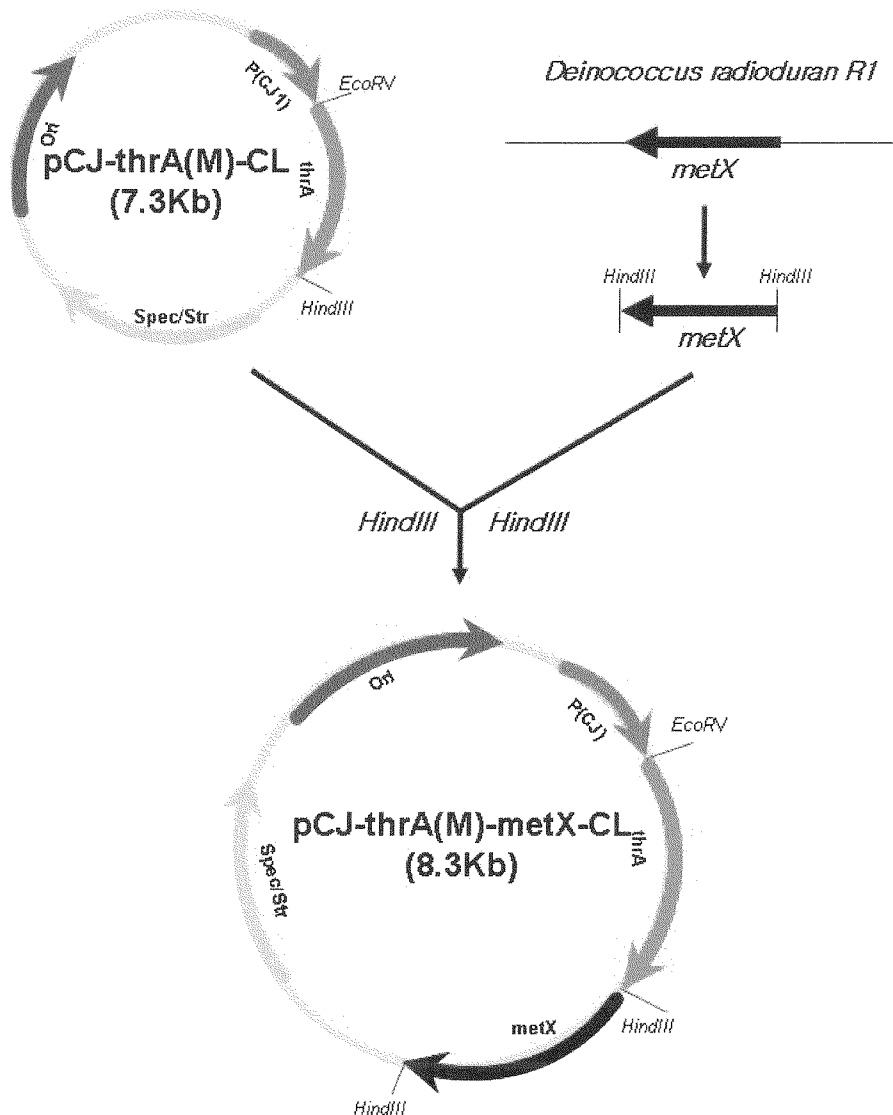 P(CJ1)
EcoRV
Ori
pCJ-thrA(M)-CL
(7.3Kb)
thrA
HindIII
Spec/Str
Deinococcus radioduran R1
metX
HindIII
HindIII
metX
HindIII
HindIII
Ori
P(CJ)
EcoRV
pCJ-thrA(M)-metX-CL
(8.3Kb)
thrA
Spec/Str
metX
HindIII
HindIII